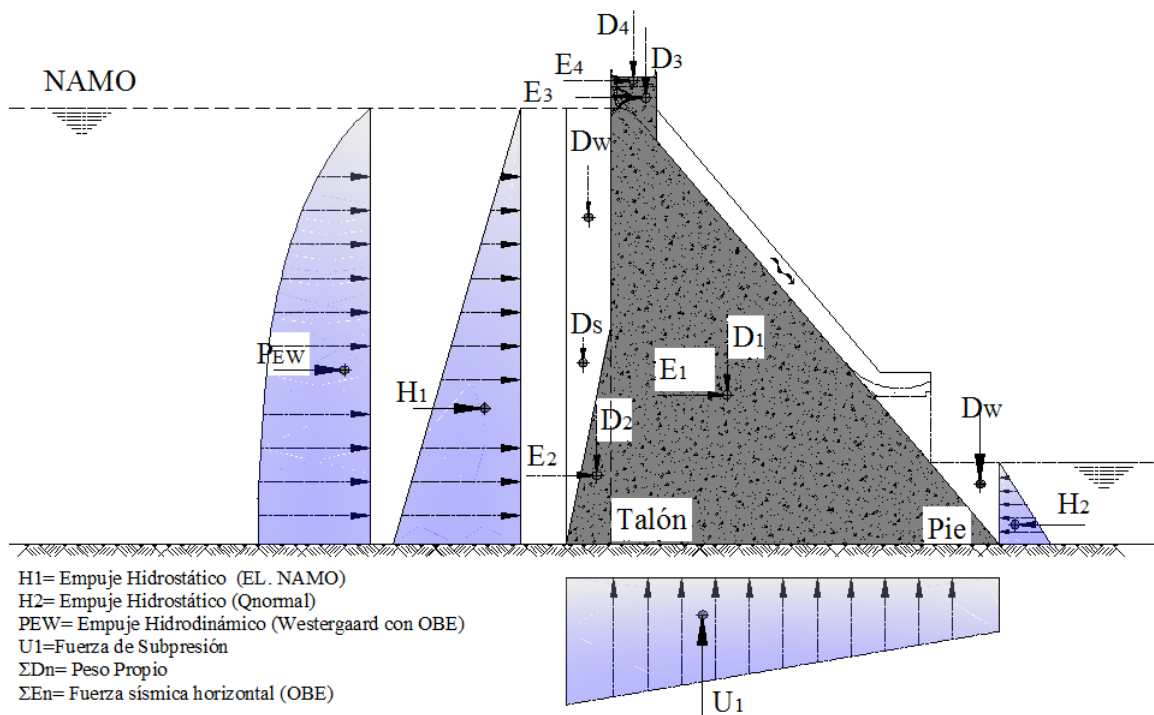 D4
D3
NAMO
E4
E3
DW
DS
D1
PEW
E1
H1
D2
DW
E2
Talón
Pie
H2
H1= Empuje Hidrostático (EL. NAMO)
H2= Empuje Hidrostático (Qnormal)
PEW= Empuje Hidrodinámico (Westergaard con OBE)
U1=Fuerza de Subpresión
ΣDn= Peso Propio
ΣEn= Fuerza sísmica horizontal (OBE)
U1